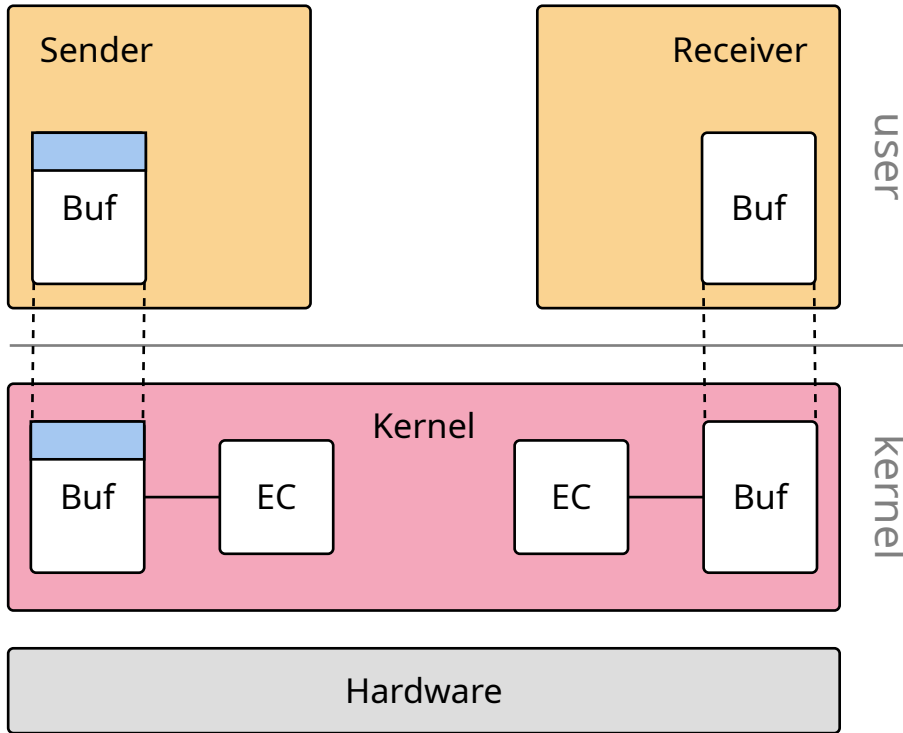 Sender
Receiver
Buf
Buf
user
Kernel
Buf
EC
EC
Buf
kernel
Hardware